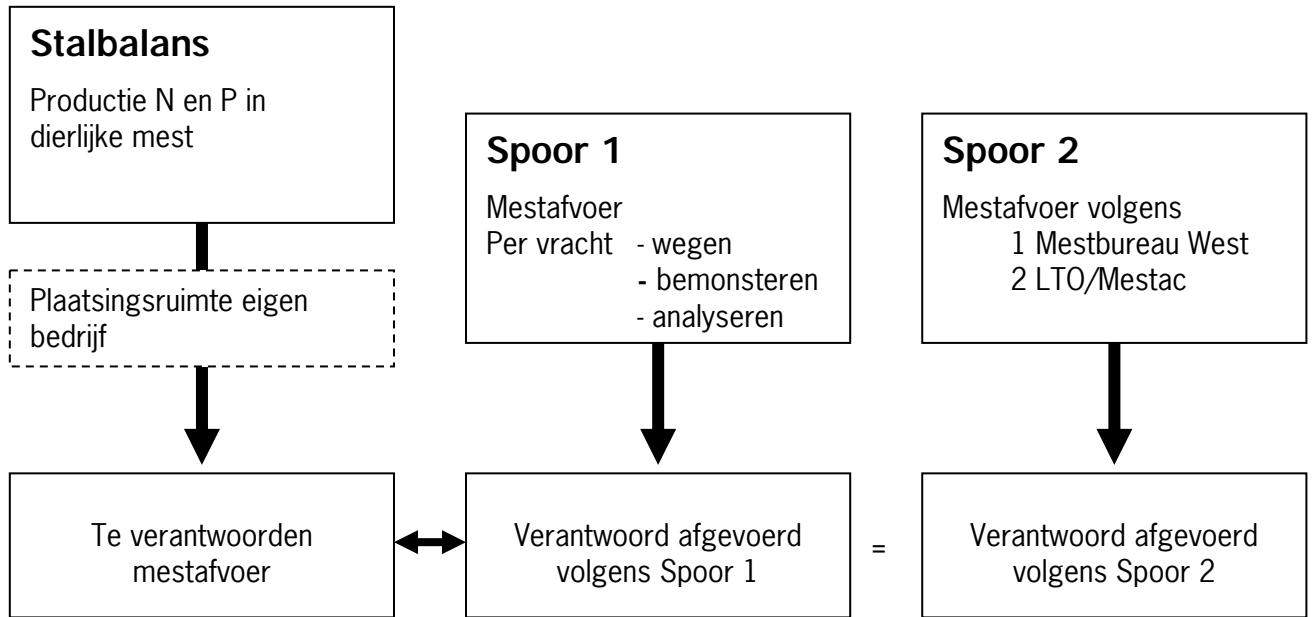 Stalbalans
Productie N en P in
dierlijke mest
Plaatsingsruimte eigen
bedrijf
Te verantwoorden
mestafvoer
Spoor 1
Mestafvoer
Per vracht - wegen
- bemonsteren
- analyseren
Verantwoord afgevoerd
volgens Spoor 1
=
Spoor 2
Mestafvoer volgens
1 Mestbureau West
2 LTO/Mestac
Verantwoord afgevoerd
volgens Spoor 2